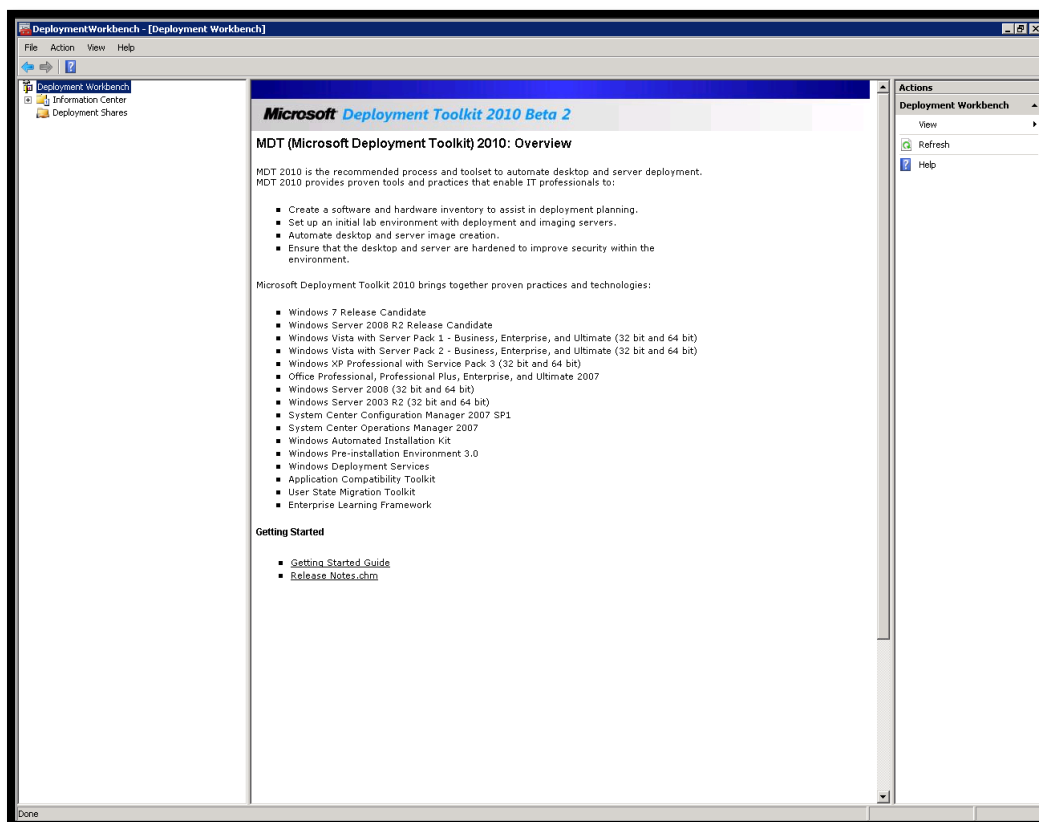 DeploymentWorkbench - [Deployment Workbench]
File Action View Help
Deployment Workbench
Information Center
Deployment Shares
Microsoft Deployment Toolkit 2010 Beta 2
MDT (Microsoft Deployment Toolkit) 2010: Overview
MDT 2010 is the recommended process and toolset to automate desktop and server deployment.
MDT 2010 provides proven tools and practices that enable IT professionals to:
Create a software and hardware inventory to assist in deployment planning.
Set up an initial lab environment with deployment and imaging servers.
Automate desktop and server image creation.
Ensure that the desktop and server are hardened to improve security within the
environment.
Microsoft Deployment Toolkit 2010 brings together proven practices and technologies:
Windows 7 Release Candidate
Windows Server 2008 R2 Release Candidate
Windows Vista with Server Pack 1 - Business, Enterprise, and Ultimate (32 bit and 64 bit)
Windows Vista with Server Pack 2 - Business, Enterprise, and Ultimate (32 bit and 64 bit)
Windows XP Professional with Service Pack 3 (32 bit and 64 bit)
Office Professional, Professional Plus, Enterprise, and Ultimate 2007
Windows Server 2008 (32 bit and 64 bit)
Windows Server 2003 R2 (32 bit and 64 bit)
System Center Configuration Manager 2007 SP1
System Center Operations Manager 2007
Windows Automated Installation Kit
Windows Pre-installation Environment 3.0
Windows Deployment Services
Application Compatibility Toolkit
User State Migration Toolkit
Enterprise Learning Framework
Getting Started
Getting Started Guide
Release Notes.chm
Actions
Deployment Workbench
View
Refresh
Help
Done